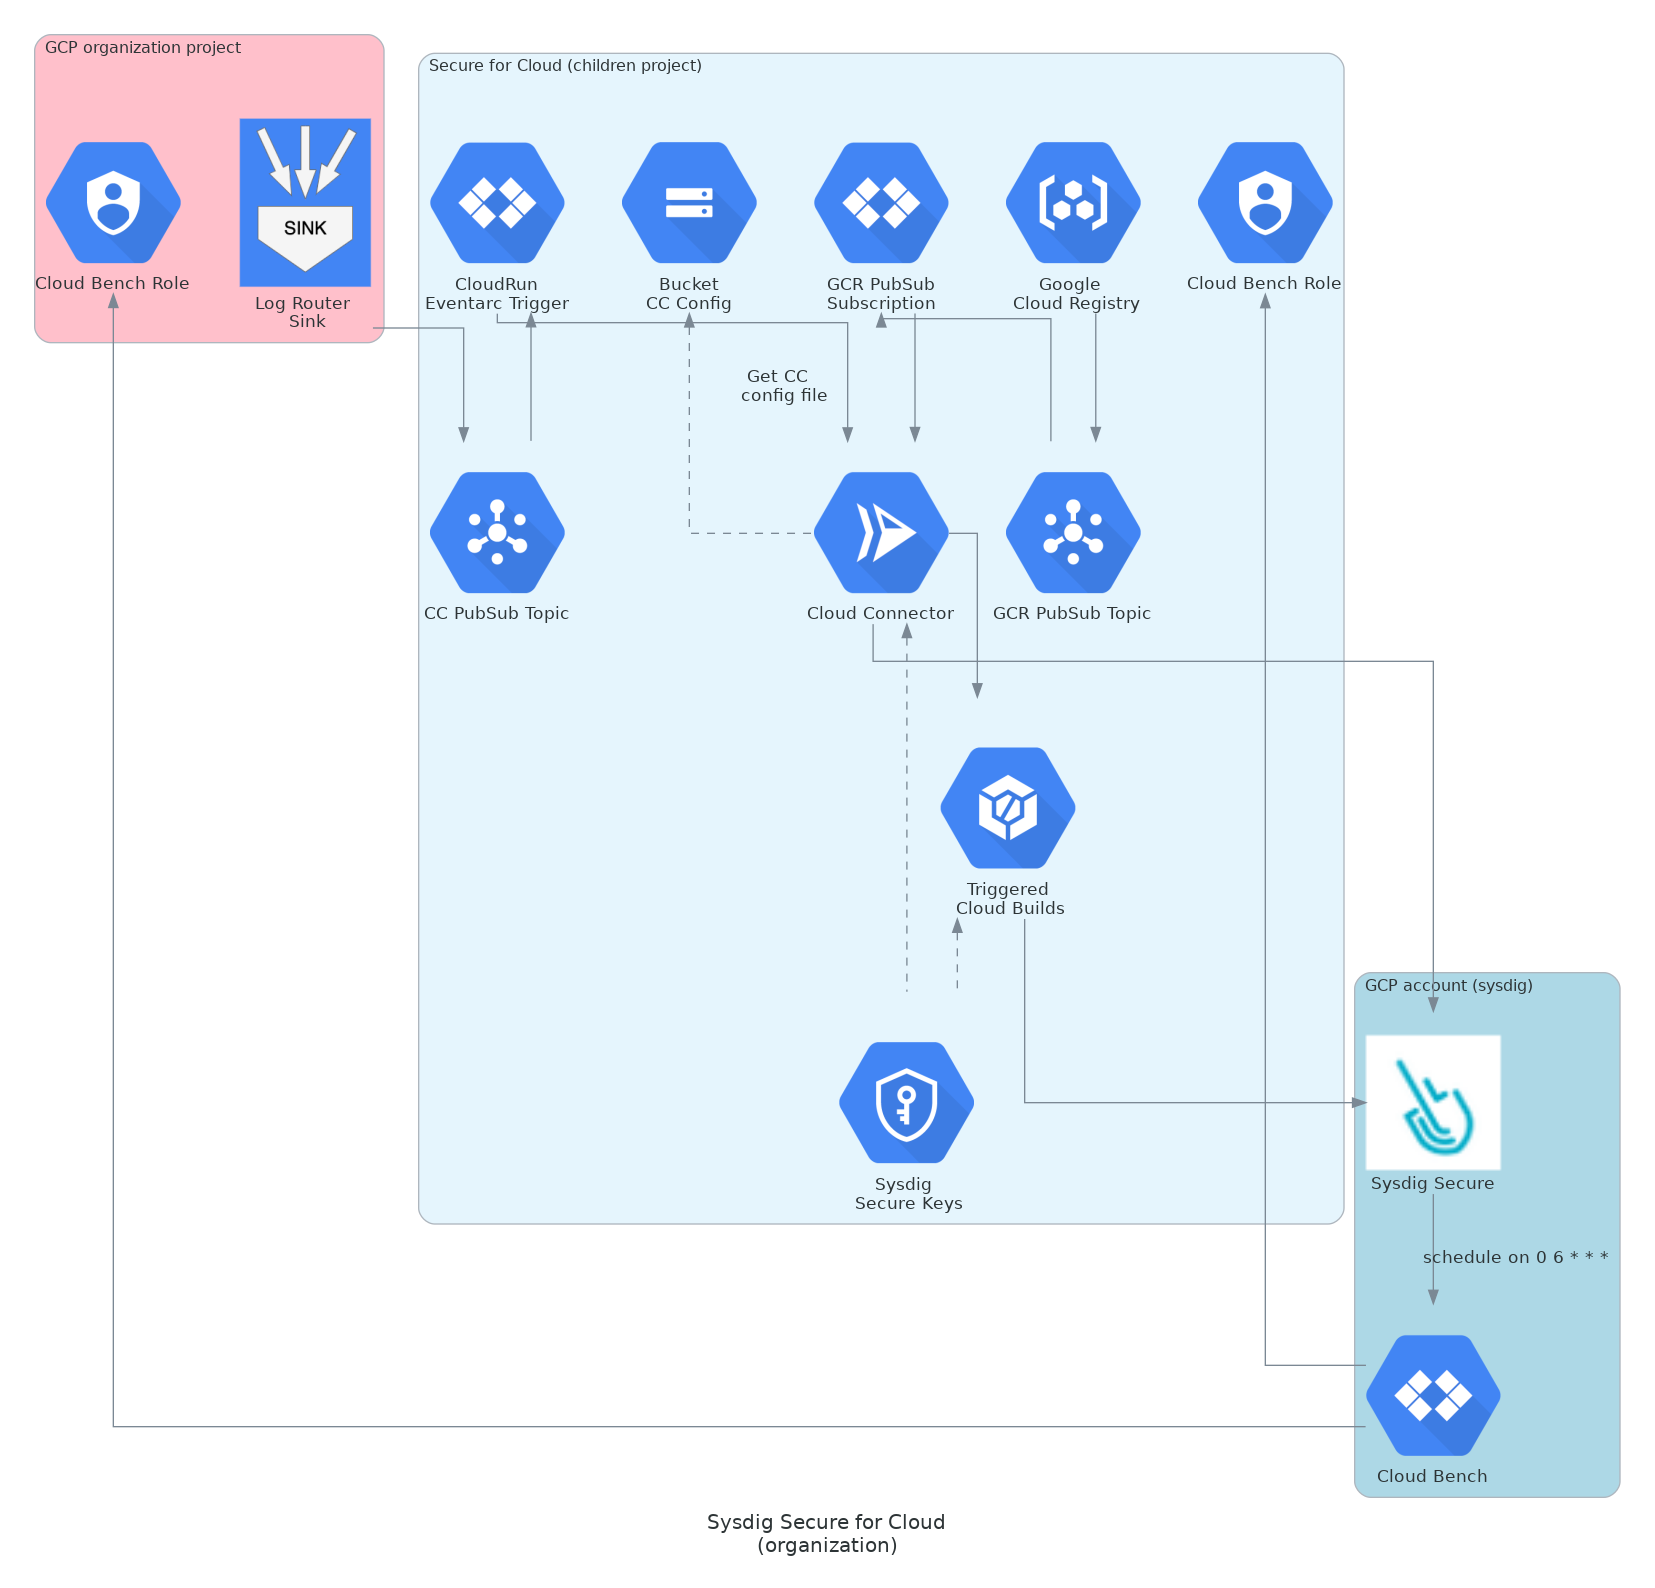 GCP organization project
Secure for Cloud (children project)
SINK
Cloud Bench Role
Log Router
Sink
CloudRun
Eventarc Trigger
Bucket
CC Config
GCR PubSub
Subscription
Google
Cloud Registry
Cloud Bench Role
Get CC
config file
CC PubSub Topic
Cloud Connector
GCR PubSub Topic
Triggered
Cloud Builds
GCP account (sysdig)
Sysdig
Secure Keys
Sysdig Secure
schedule on 0 6 * * *
Cloud Bench
Sysdig Secure for Cloud
(organization)